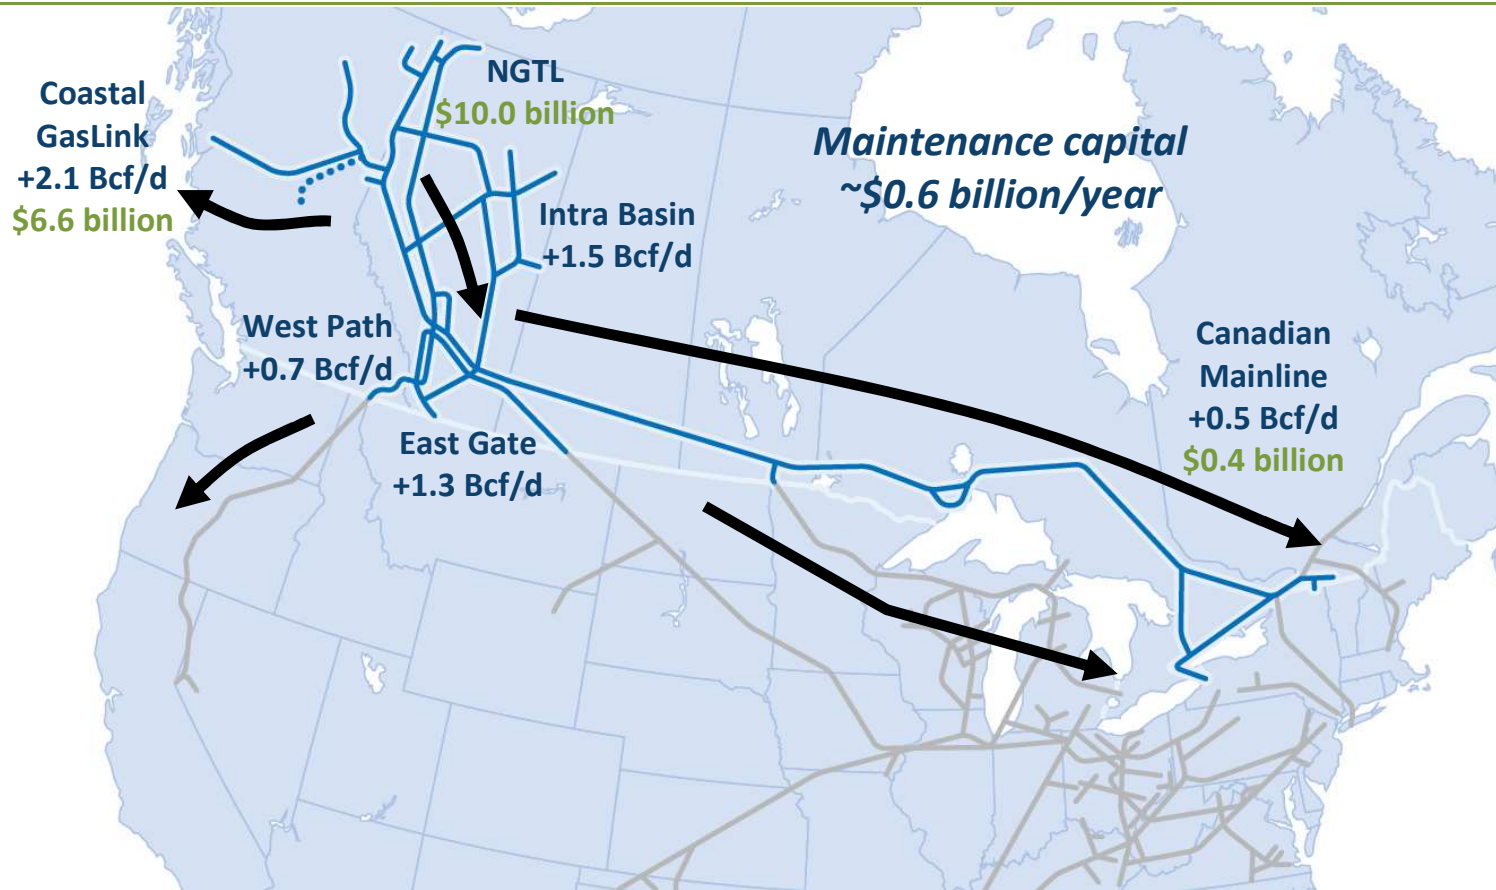 Coastal
GasLink
+2.1 Bcf/d
$6.6 billion
NGTL
$10.0 billion
Maintenance capital
~$0.6 billion/year
Intra Basin
+1.5 Bcf/d
West Path
+0.7 Bcf/d
East Gate
+1.3 Bcf/d
Canadian
Mainline
+0.5 Bcf/d
$0.4 billion